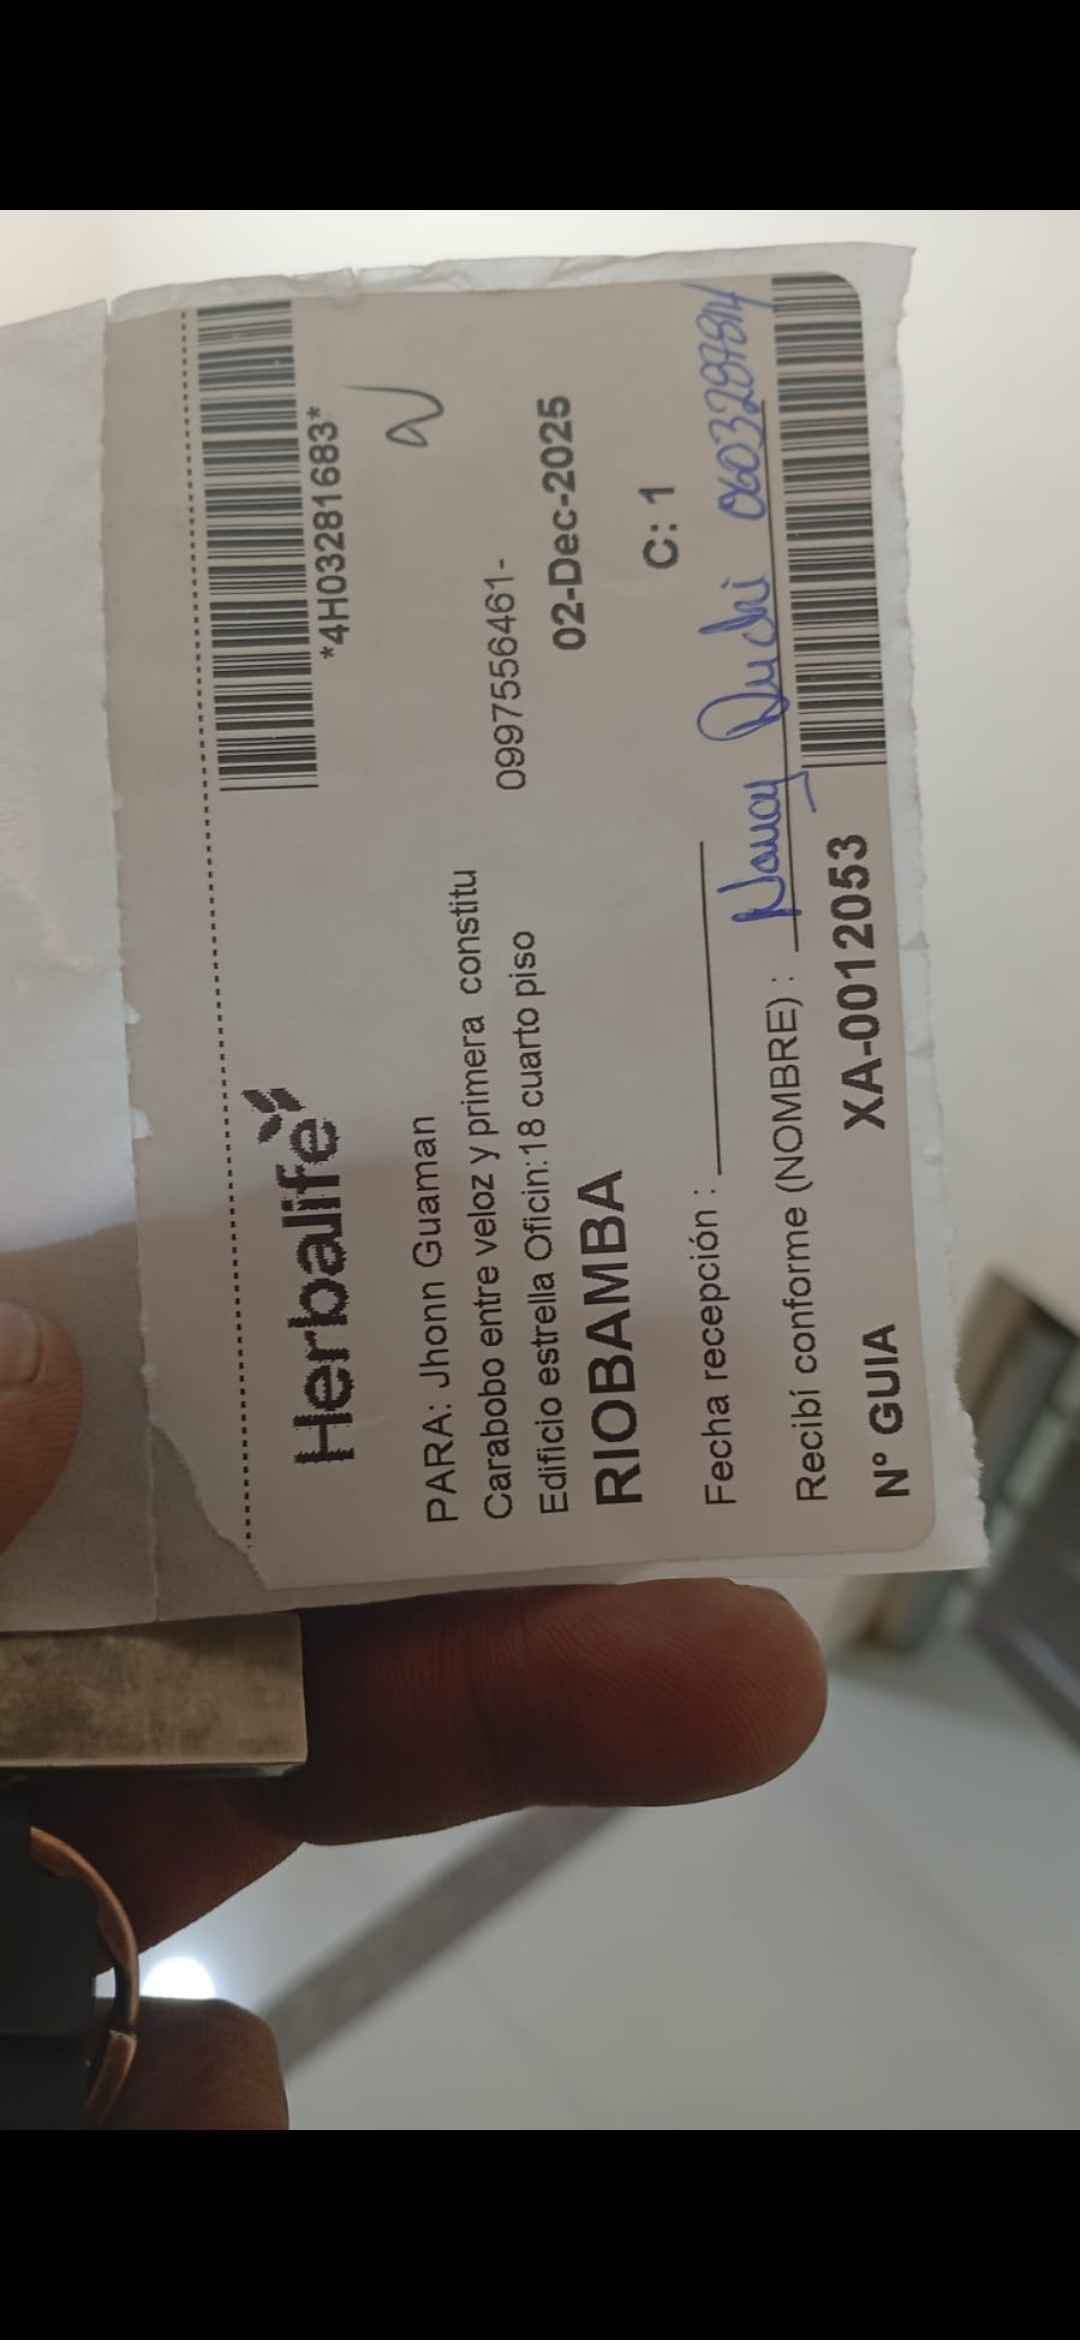 *4H03281683*
Herbalife
PARA: Jhonn Guaman
Carabobo entre veloz y primera constitu
0997556461-
Edificio estrella Oficin:18 cuarto piso
02-Dec-2025
RIOBAMBA
C: 1
Fecha recepción :
Recibí conforme (NOMBRE) : Nancy
N° GUIA XA-0012053